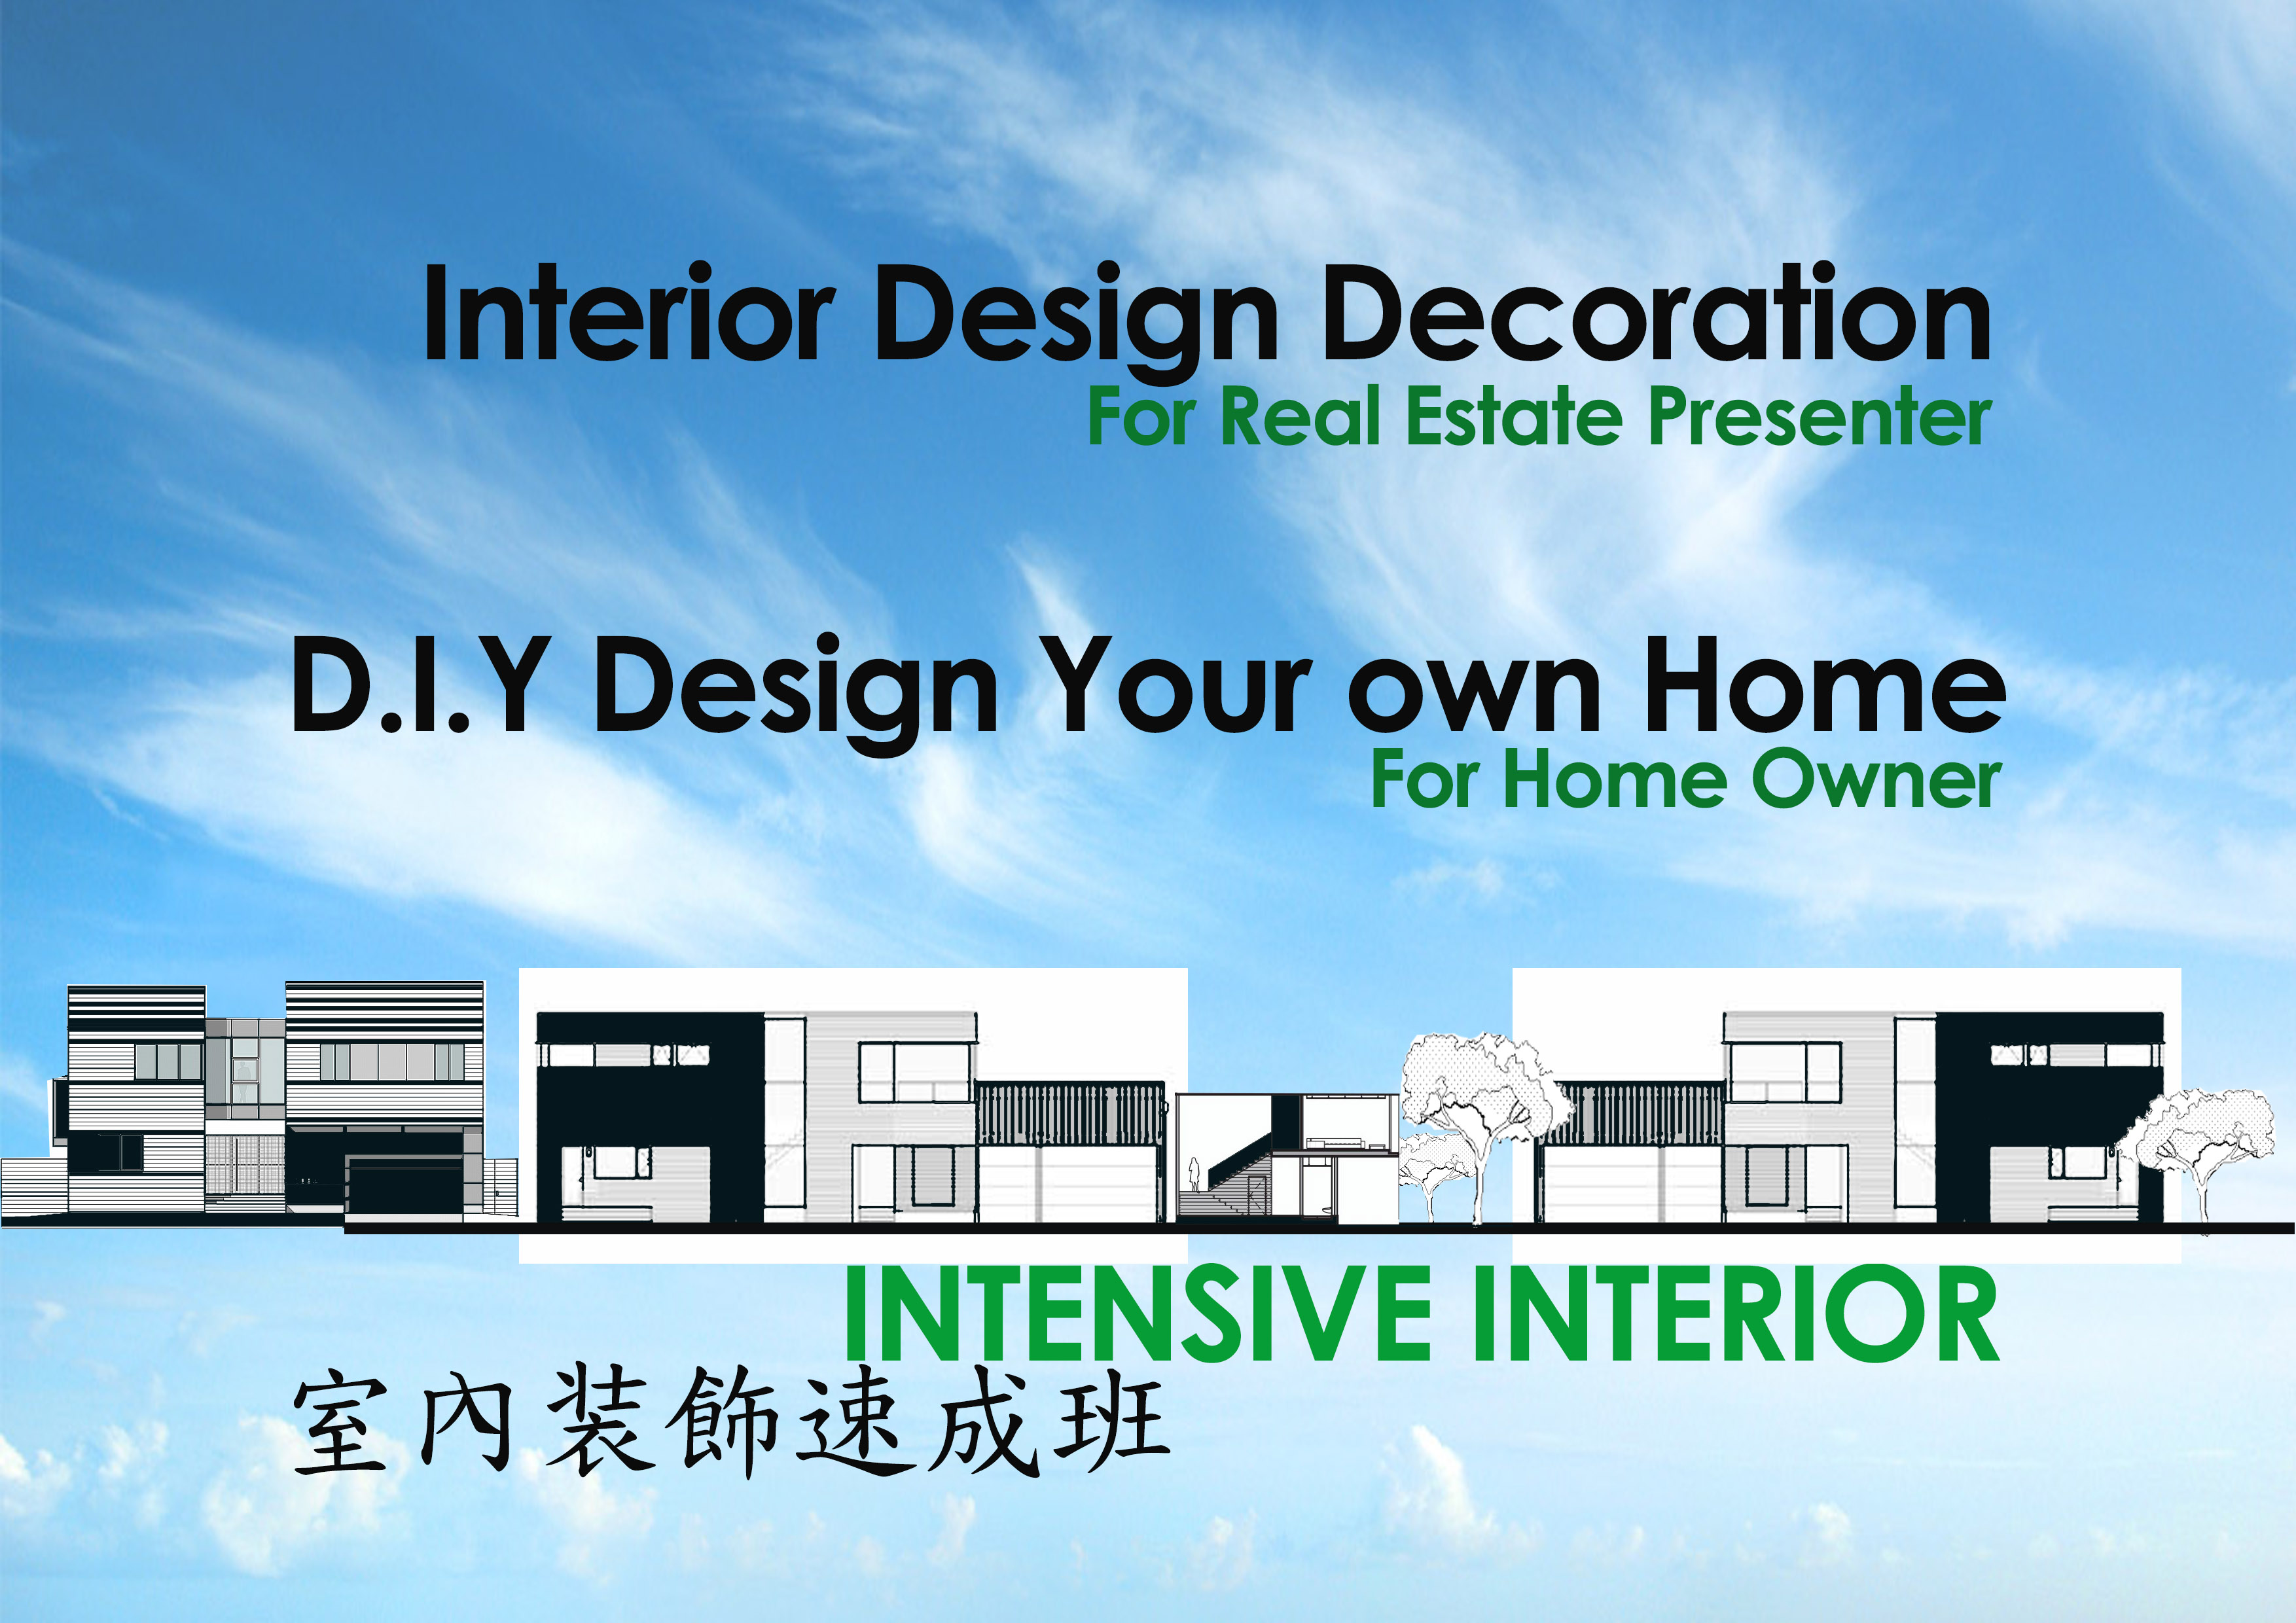 Interior Design Decoration
For Real Estate Presenter
D.I.Y Design Your own Home
For Home Owner
INTENSIVE INTERIOR
室內装飾速成班